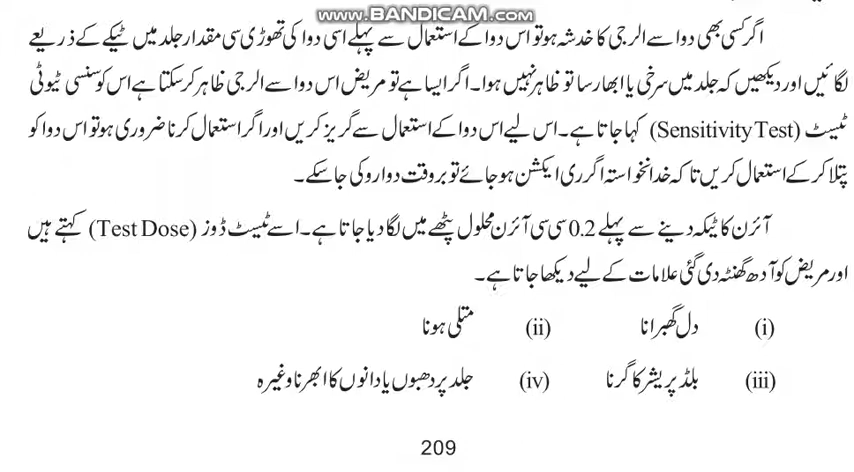 WWW.BANDICAM.COM
اگر کسی بھی دوا سے الرجی کا خدشہ ہو تو اس دوا کے استعمال سے پہلے اسی دوا کی تھوڑی سی مقدار جلد میں ٹیکے کے ذریعے
لگائیں اور دیکھیں کہ جلد میں سرخی یا ابھار سا تو ظاہر نہیں ہوا۔ اگر ایسا ہے تو مریض اس دوا سے الرجی ظاہر کر سکتا ہے اس کو سنسی ٹیوٹی
ٹیسٹ (Sensitivity Test) کہا جاتا ہے۔ اس لیے اس دوا کے استعمال سے گریز کریں اور اگر استعمال کرنا ضروری ہو تو اس دوا کو
پتلا کر کے استعمال کریں تا کہ خدانخواستہ اگر ری ایکشن ہو جائے تو بروقت دوا روکی جا سکے۔
آئرن کا ٹیکہ دینے سے پہلے 0.2 سی سی آئرن محلول پٹھے میں لگا دیا جاتا ہے۔ اسے ٹیسٹ ڈوز (Test Dose) کہتے ہیں
اور مریض کو آدھ گھنٹہ دی گئی علامات کے لیے دیکھا جاتا ہے۔
(i) دل گھبرانا (ii) متلی ہونا
(iii) بلڈ پریشر کا گرنا (iv) جلد پر دھبوں یا دانوں کا ابھرنا وغیرہ
209